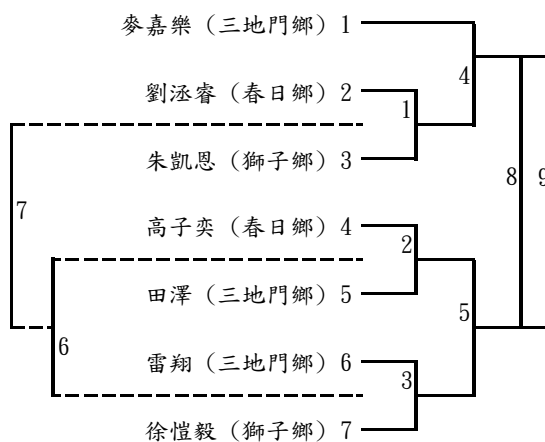 麥嘉樂（三地門鄉）1
4
劉丞睿（春日鄉）2
1
朱凱恩（獅子鄉）3
8
9
7
高子奕（春日鄉）4
2
田澤（三地門鄉）5
5
6
雷翔（三地門鄉）6
3
徐愷毅（獅子鄉）7